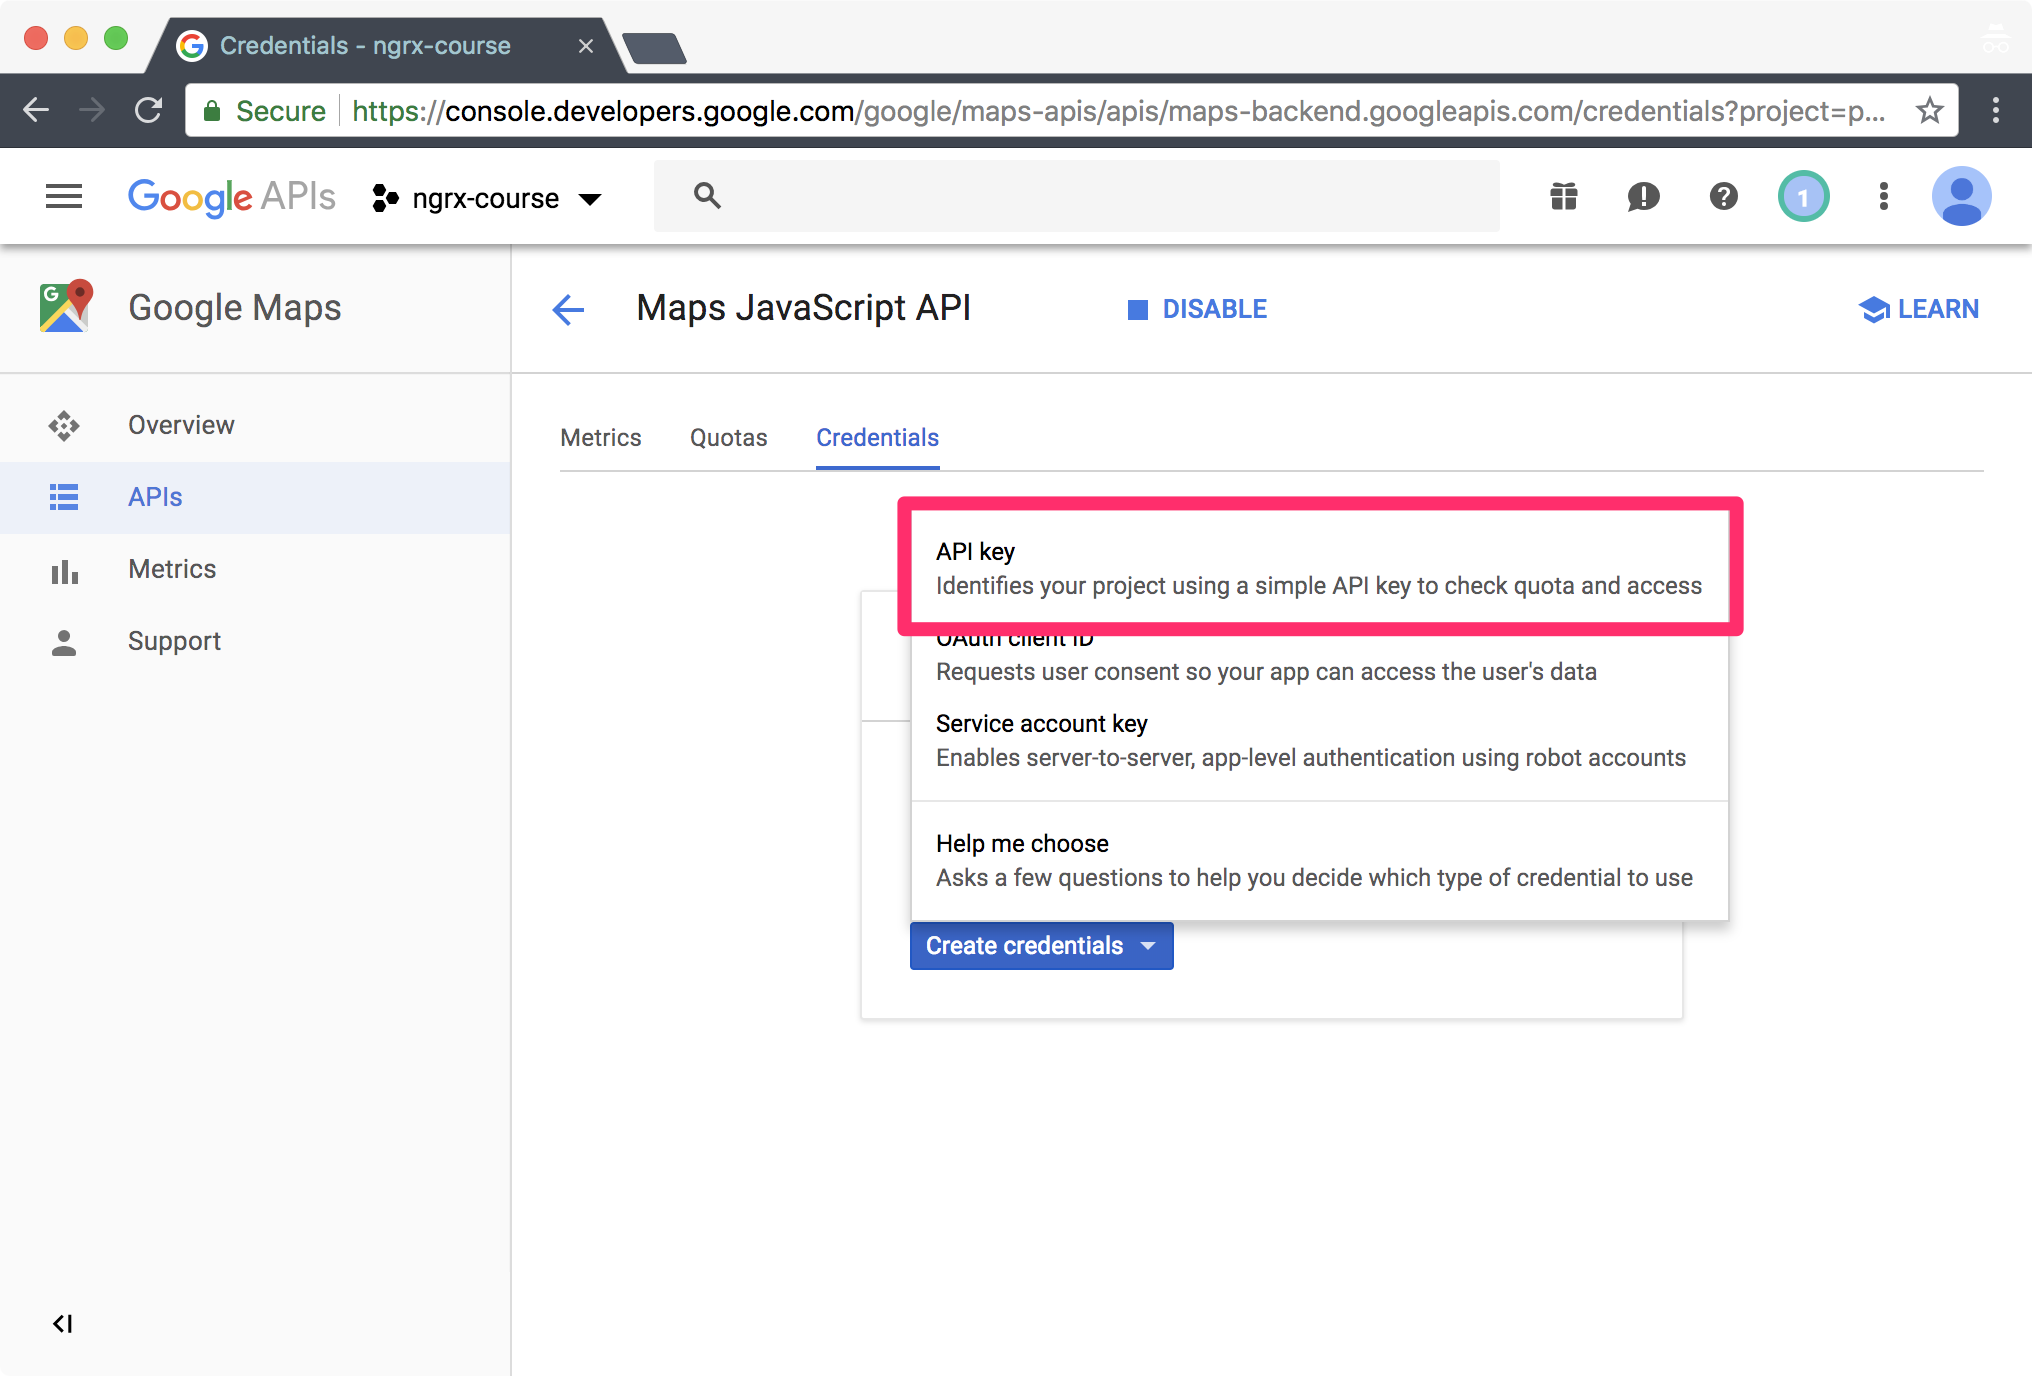 Credentials - ngrx-course
Secure
https://console.developers.google.com/google/maps-apis/apis/maps-backend.googleapis.com/credentials?project=p...
Google APIs
ngrx-course
1
Google Maps
Maps JavaScript API
DISABLE
LEARN
Overview
APIs
Metrics
Support
Metrics
Quotas
Credentials
API key
Identifies your project using a simple API key to check quota and access
OAuth client ID
Requests user consent so your app can access the user's data
Service account key
Enables server-to-server, app-level authentication using robot accounts
Help me choose
Asks a few questions to help you decide which type of credential to use
Create credentials